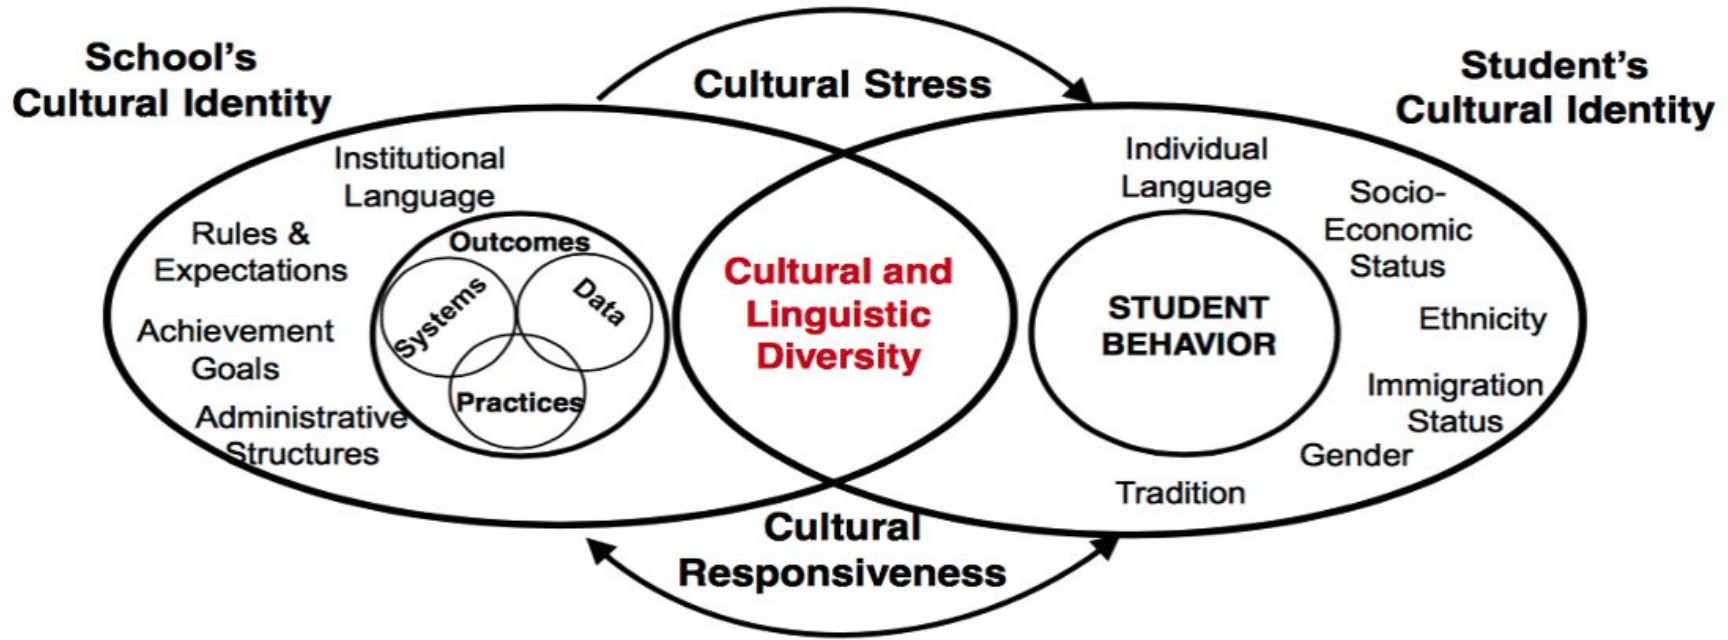 School's
Cultural Identity
Cultural Stress
Student's
Cultural Identity
Institutional
Language
Rules &
Expectations
Achievement
Goals
Administrative
Structures
Outcomes
Systems
Data
Practices
Cultural and
Linguistic
Diversity
Individual
Language
STUDENT
BEHAVIOR
Socio-
Economic
Status
Ethnicity
Immigration
Status
Gender
Tradition
Cultural
Responsiveness